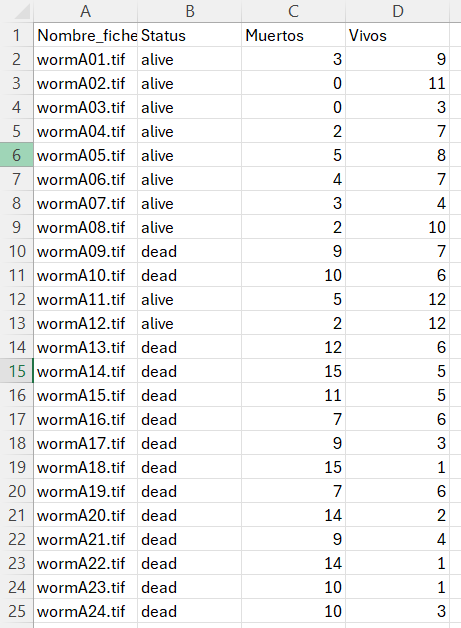 A B C D
1 Nombre_fiche Status Muertos Vivos
2 wormA01.tif alive 3 9
3 wormA02.tif alive 0 11
4 wormA03.tif alive 0 3
5 wormA04.tif alive 2 7
6 wormA05.tif alive 5 8
7 wormA06.tif alive 4 7
8 wormA07.tif alive 3 4
9 wormA08.tif alive 2 10
10 wormA09.tif dead 9 7
11 wormA10.tif dead 10 6
12 wormA11.tif alive 5 12
13 wormA12.tif alive 2 12
14 wormA13.tif dead 12 6
15 wormA14.tif dead 15 5
16 wormA15.tif dead 11 5
17 wormA16.tif dead 7 6
18 wormA17.tif dead 9 3
19 wormA18.tif dead 15 1
20 wormA19.tif dead 7 6
21 wormA20.tif dead 14 2
22 wormA21.tif dead 9 4
23 wormA22.tif dead 14 1
24 wormA23.tif dead 10 1
25 wormA24.tif dead 10 3